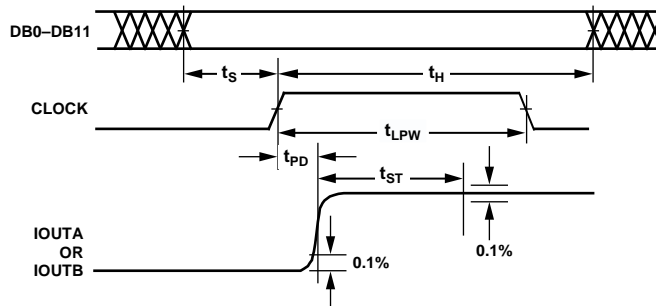 DB0–DB11
tS
tH
CLOCK
tLPW
tPD
tST
IOUTA
OR
IOUTB
0.1%
0.1%